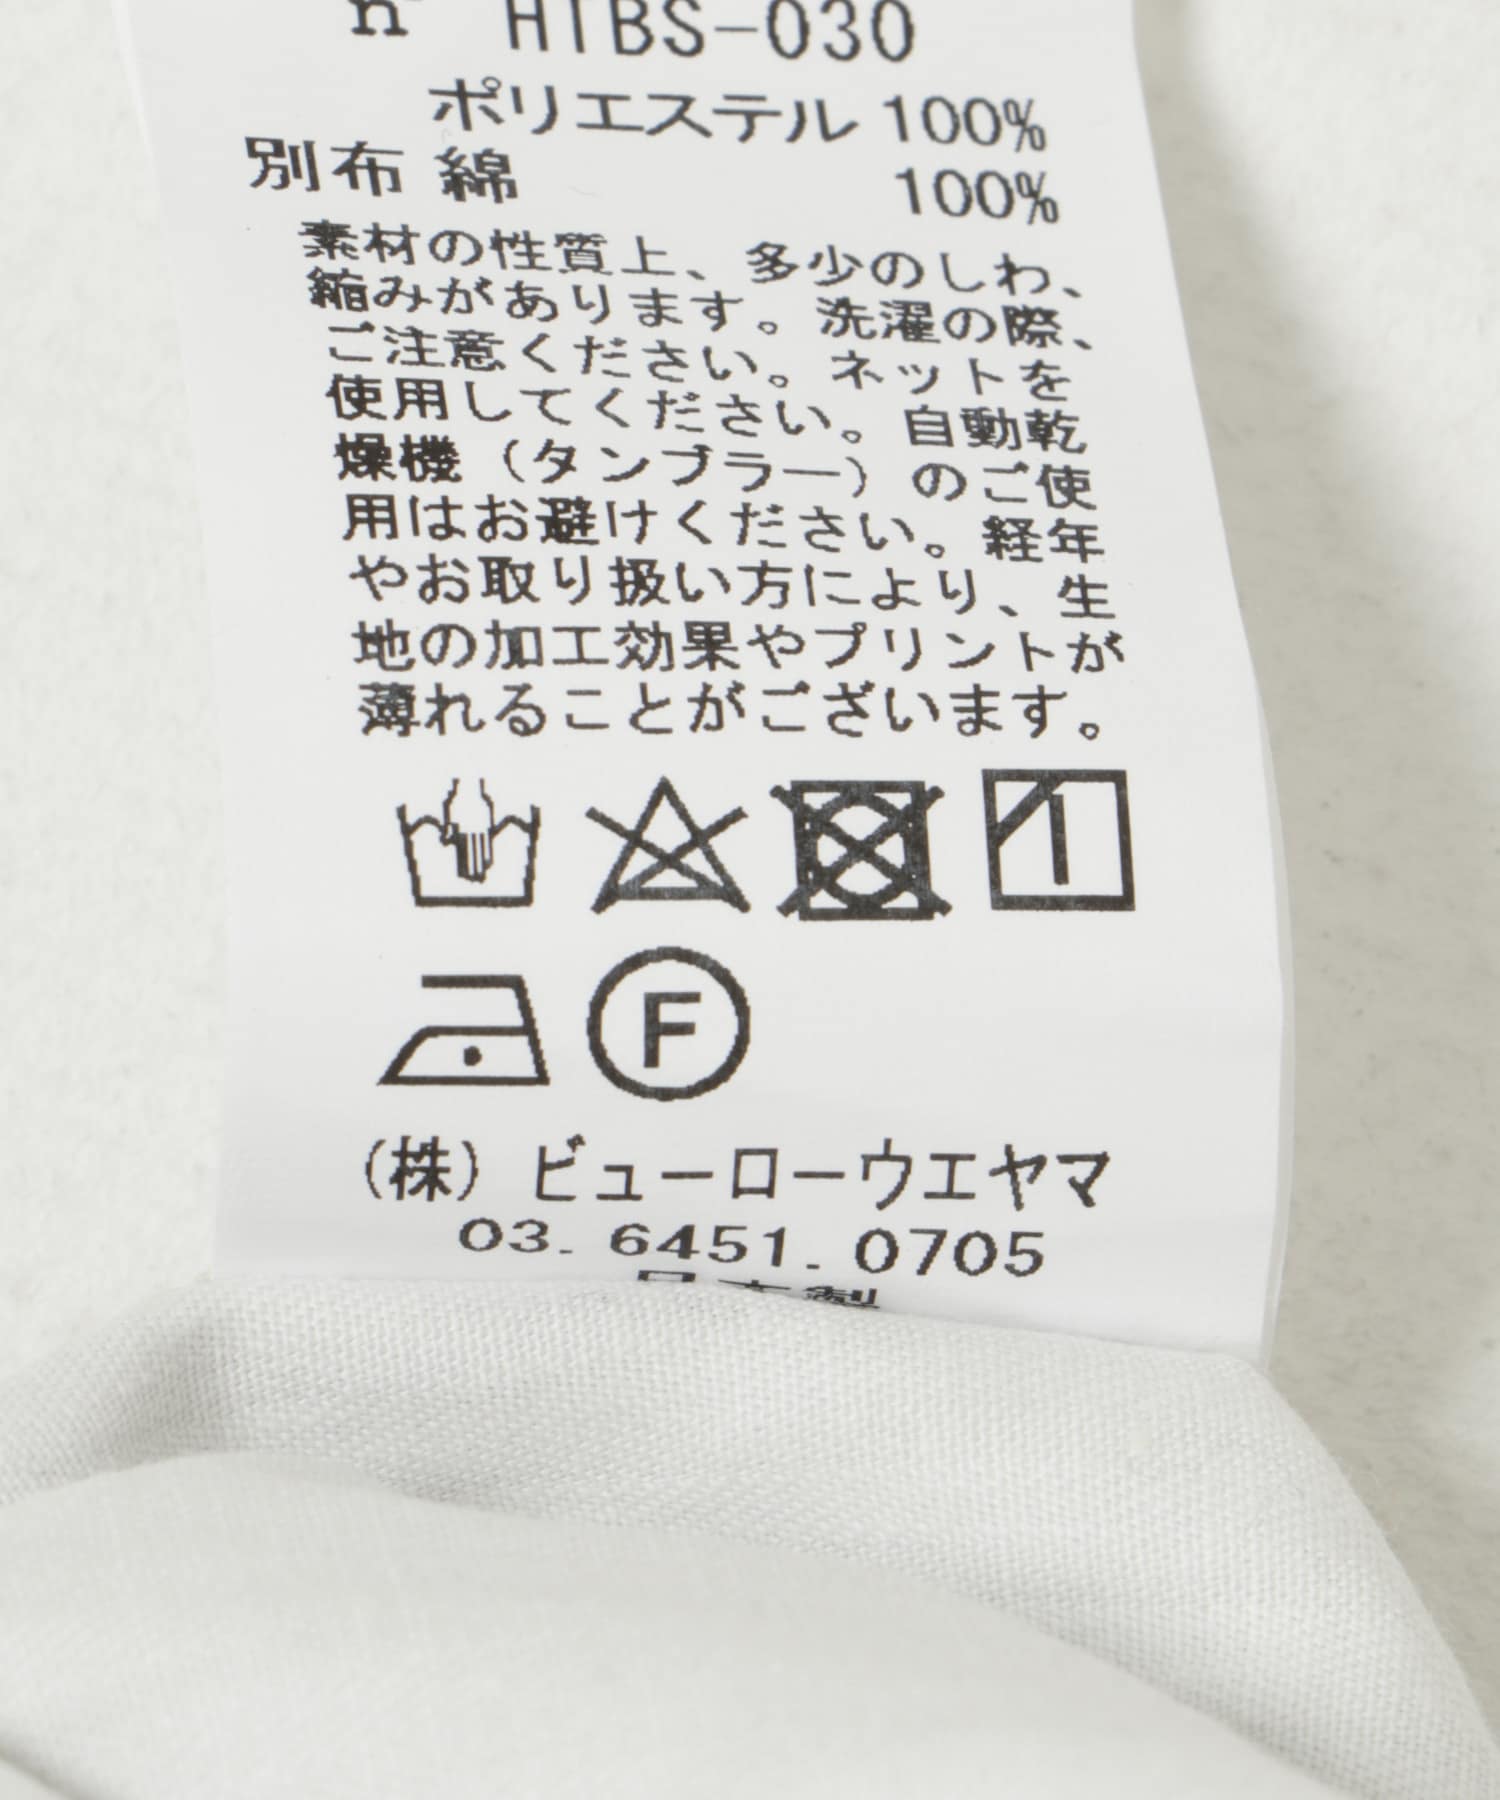 n° HTBS-030
ポリエステル 100%
別布 綿 100%
素材の性質上、多少のしわ、
縮みがあります。洗濯の際、
ご注意ください。ネットを
使用してください。自動乾
燥機（タンブラー）のご使
用はお避けください。経年
やお取り扱い方により、生
地の加工効果やプリントが
薄れることがございます。
F
(株) ビューローウエヤマ
03. 6451. 0705
日本製